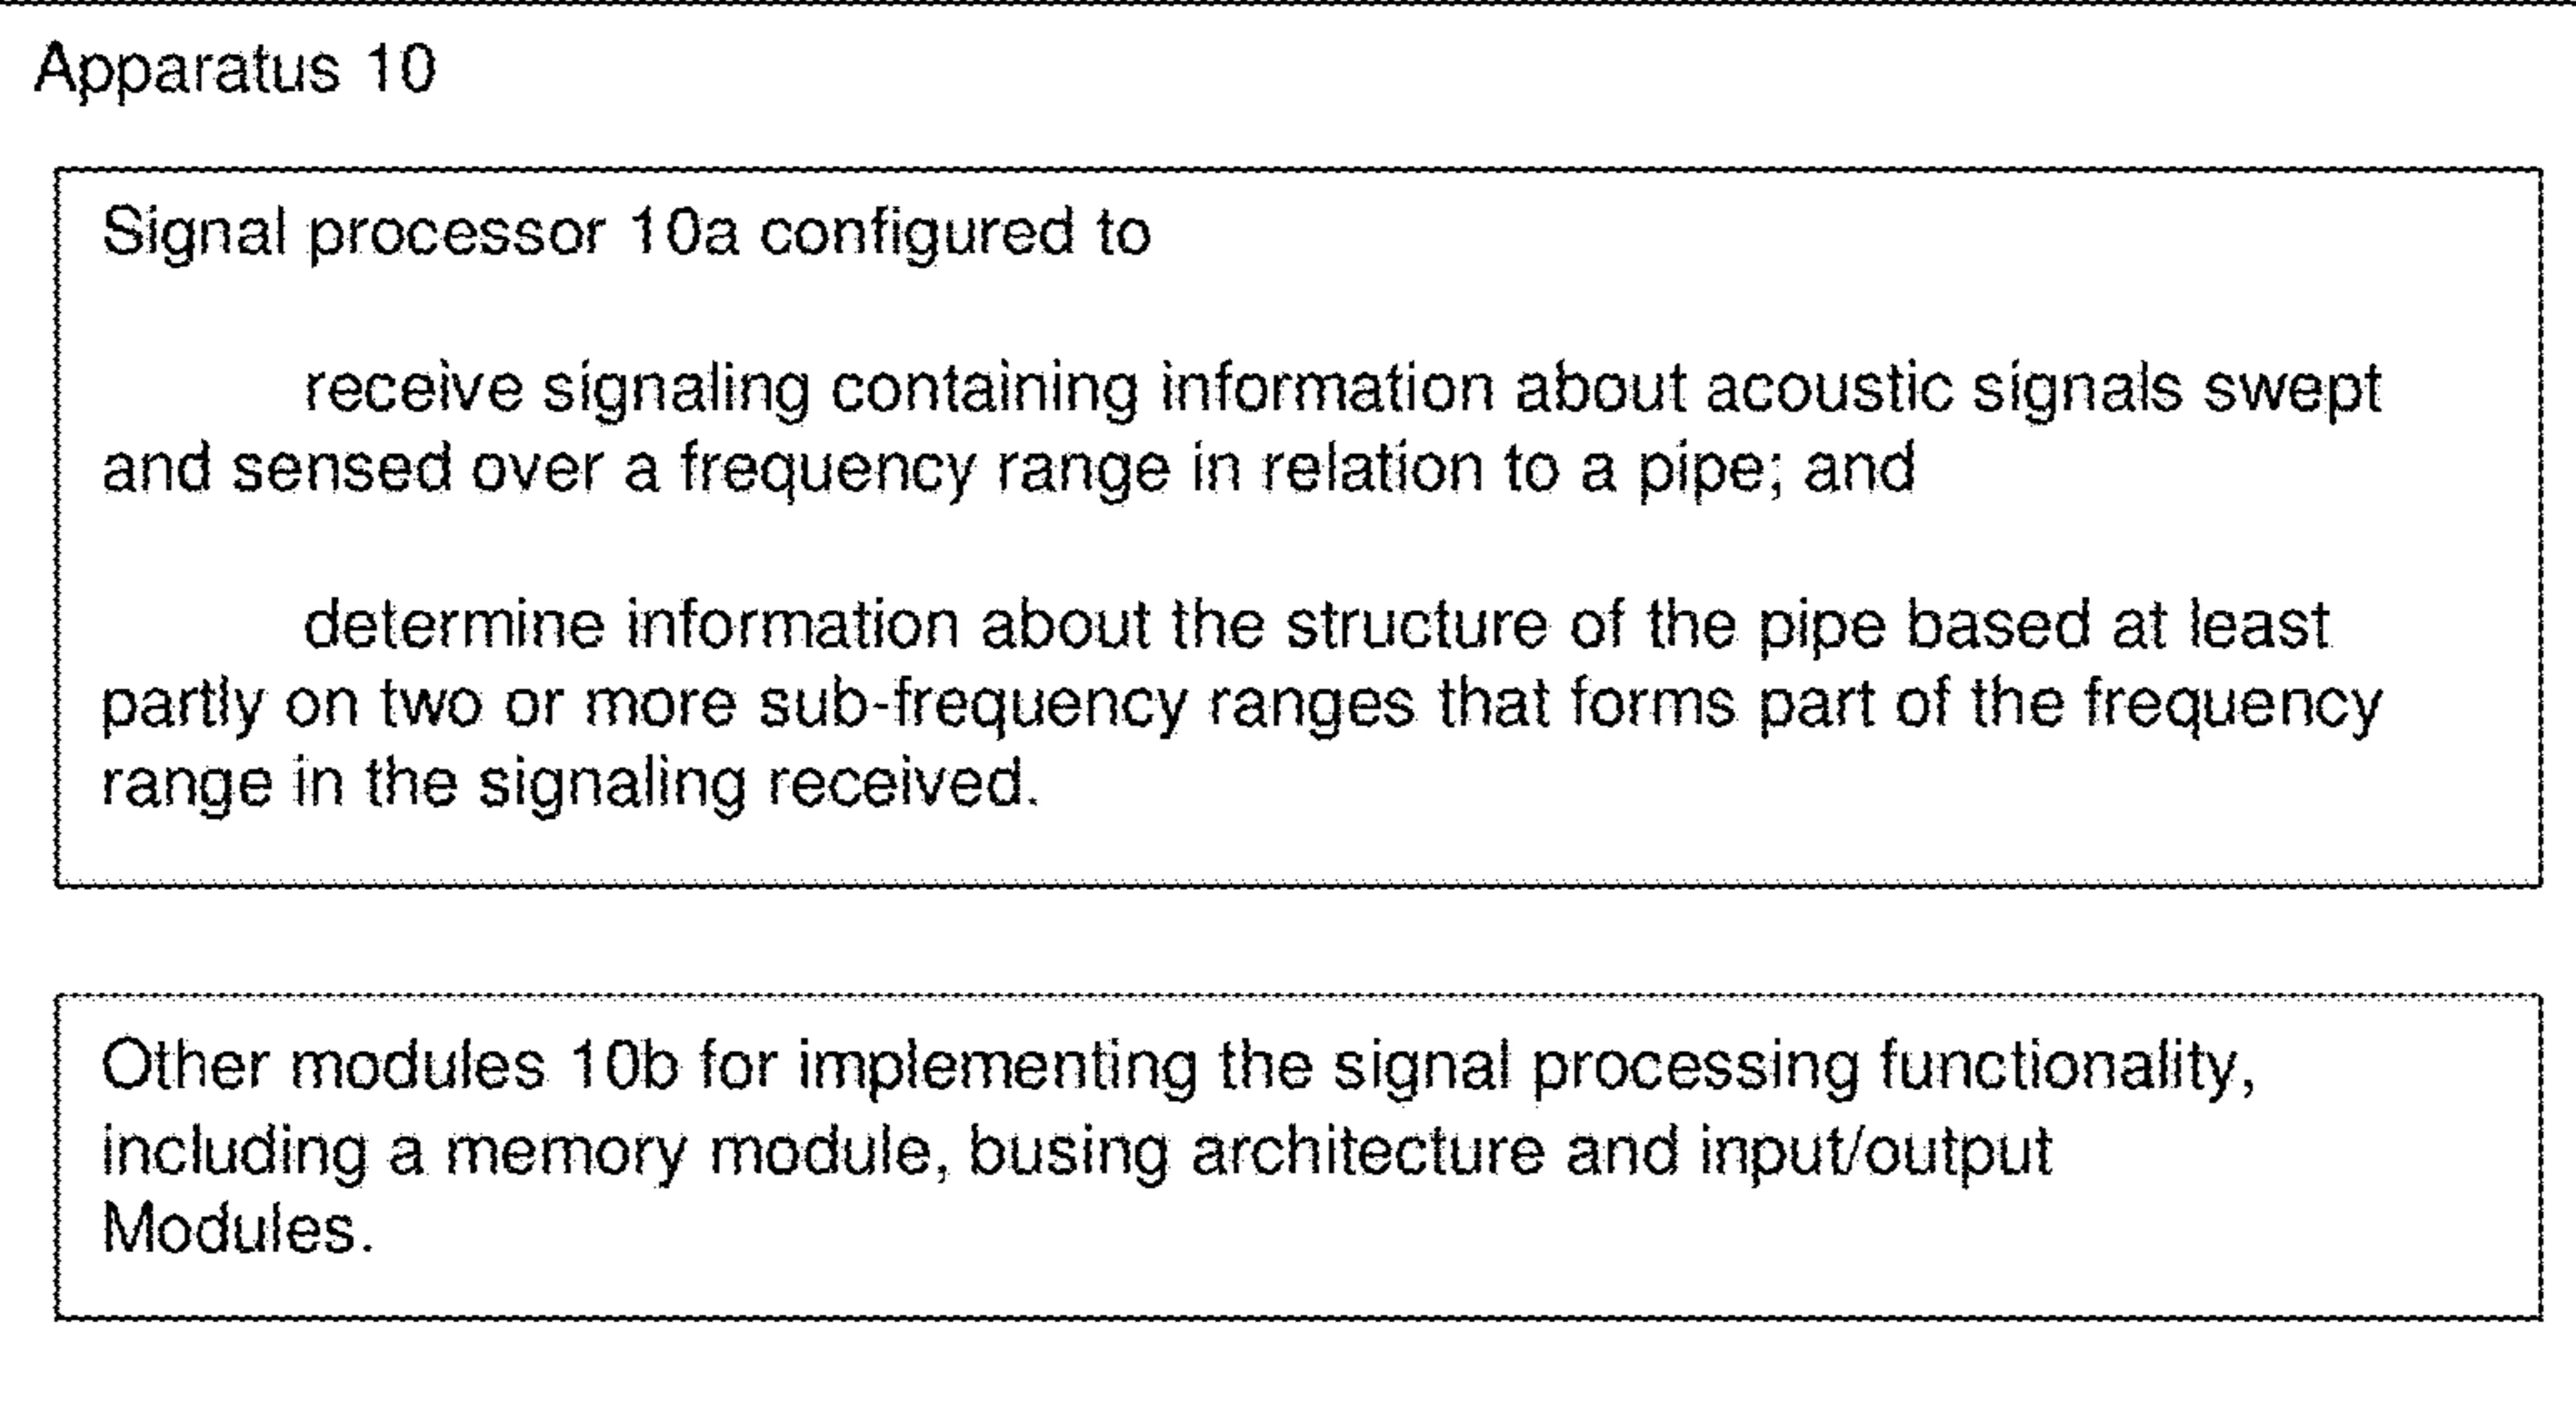 Apparatus 10
Signal processor 10a configured to
receive signaling containing information about acoustic signals swept
and sensed over a frequency range in relation to a pipe; and
determine information about the structure of the pipe based at least
partly on two or more sub-frequency ranges that forms part of the frequency
range in the signaling received.
Other modules 10b for implementing the signal processing functionality,
including a memory module, busing architecture and input/output
Modules.